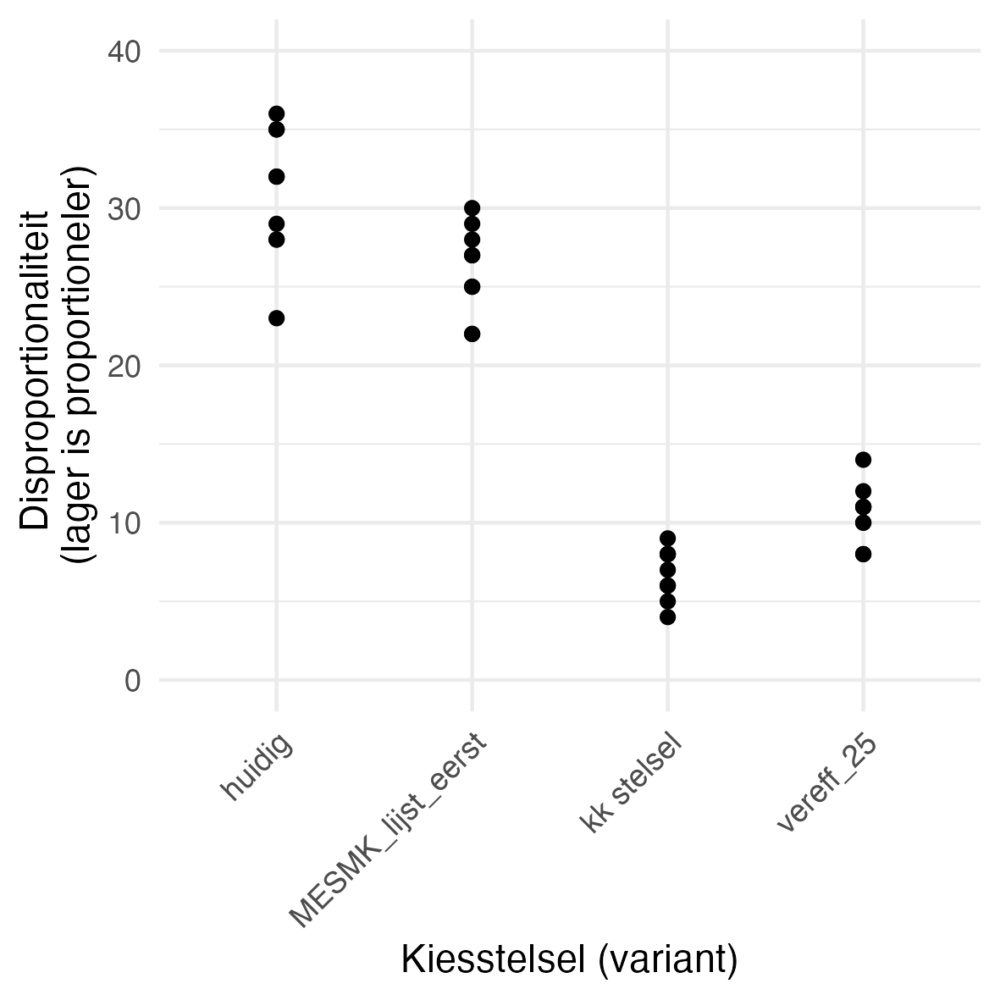 Disproportionaliteit
(lager is proportioneler)
40
30
20
10
0
huidig
MESMK_lijst_eerst
kk stelsel
vereff_25
Kiesstelsel (variant)